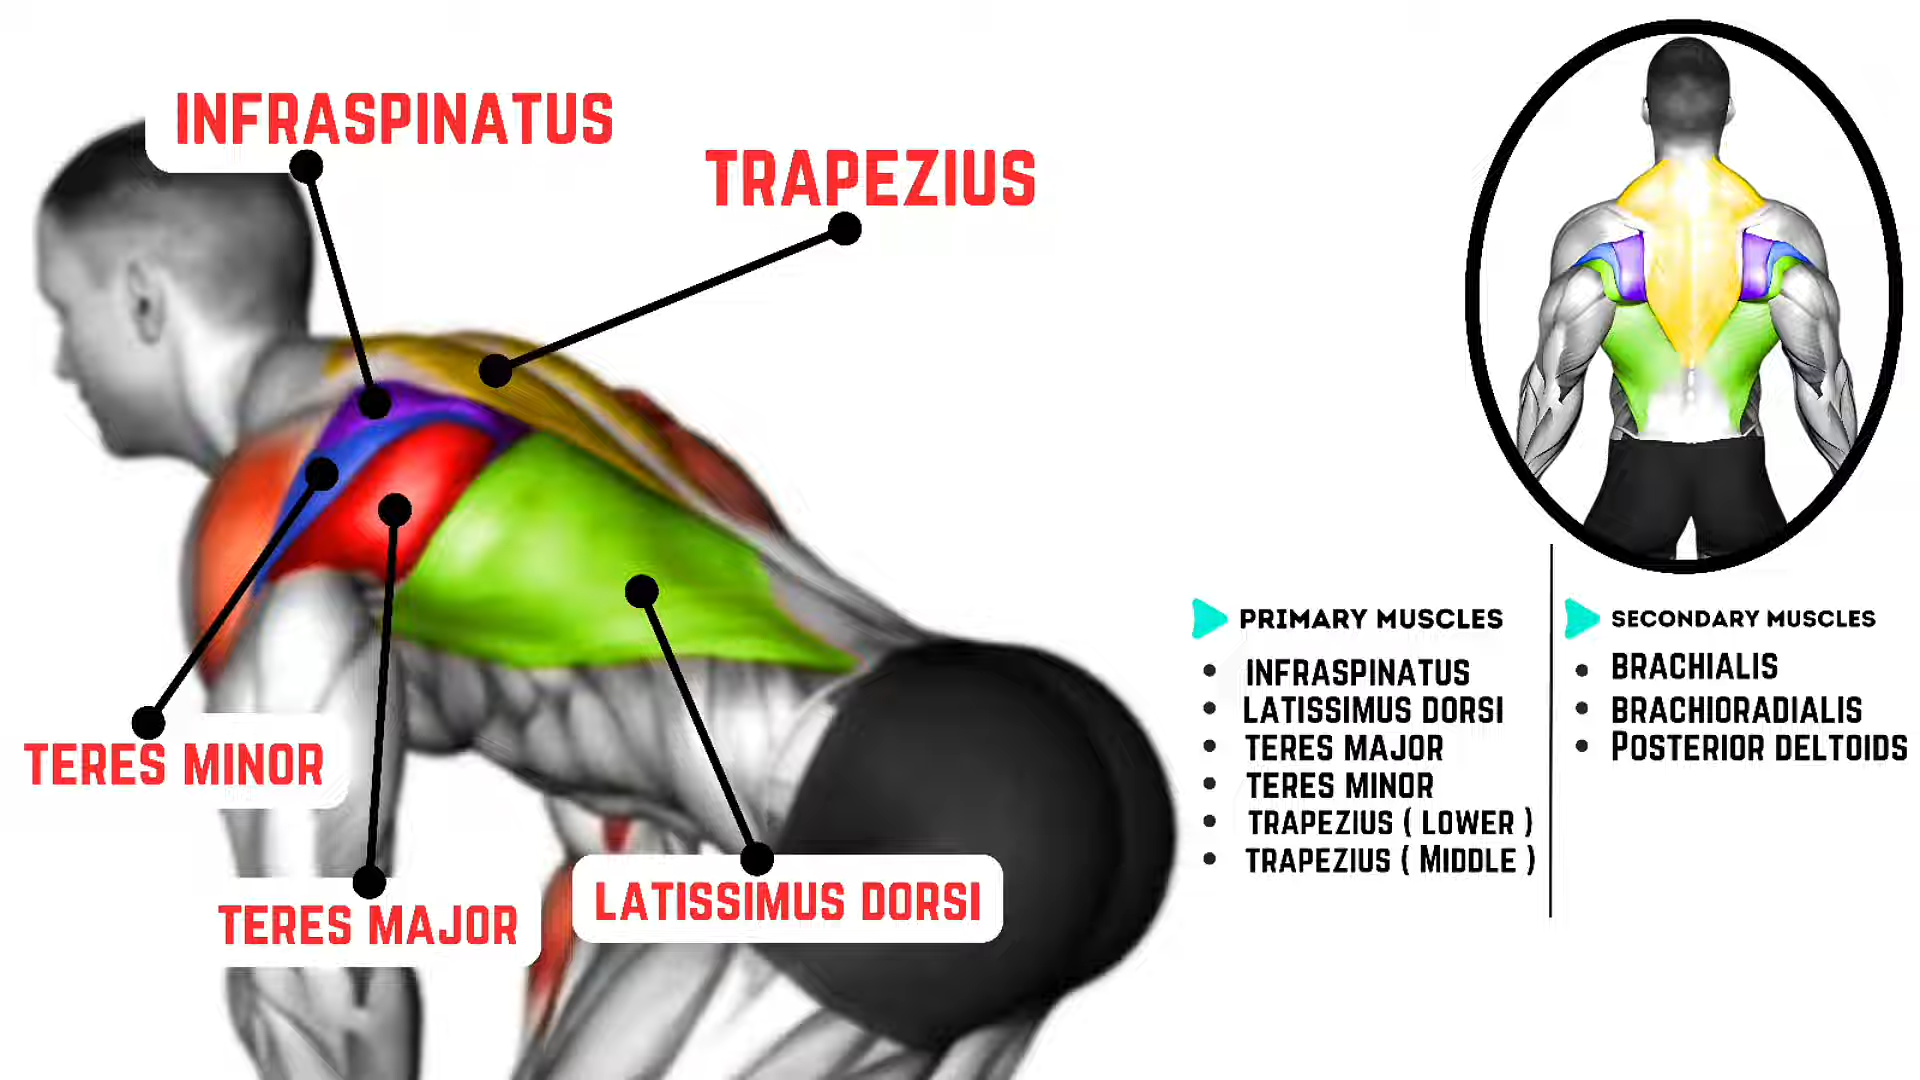 INFRASPINATUS
TRAPEZIUS
TERES MINOR
TERES MAJOR
LATISSIMUS DORSI
PRIMARY MUSCLES
INFRASPINATUS
LATISSIMUS DORSI
TERES MAJOR
TERES MINOR
TRAPEZIUS ( LOWER )
TRAPEZIUS ( MIDDLE )
SECONDARY MUSCLES
BRACHIALIS
BRACHIORADIALIS
POSTERIOR DELTOIDS